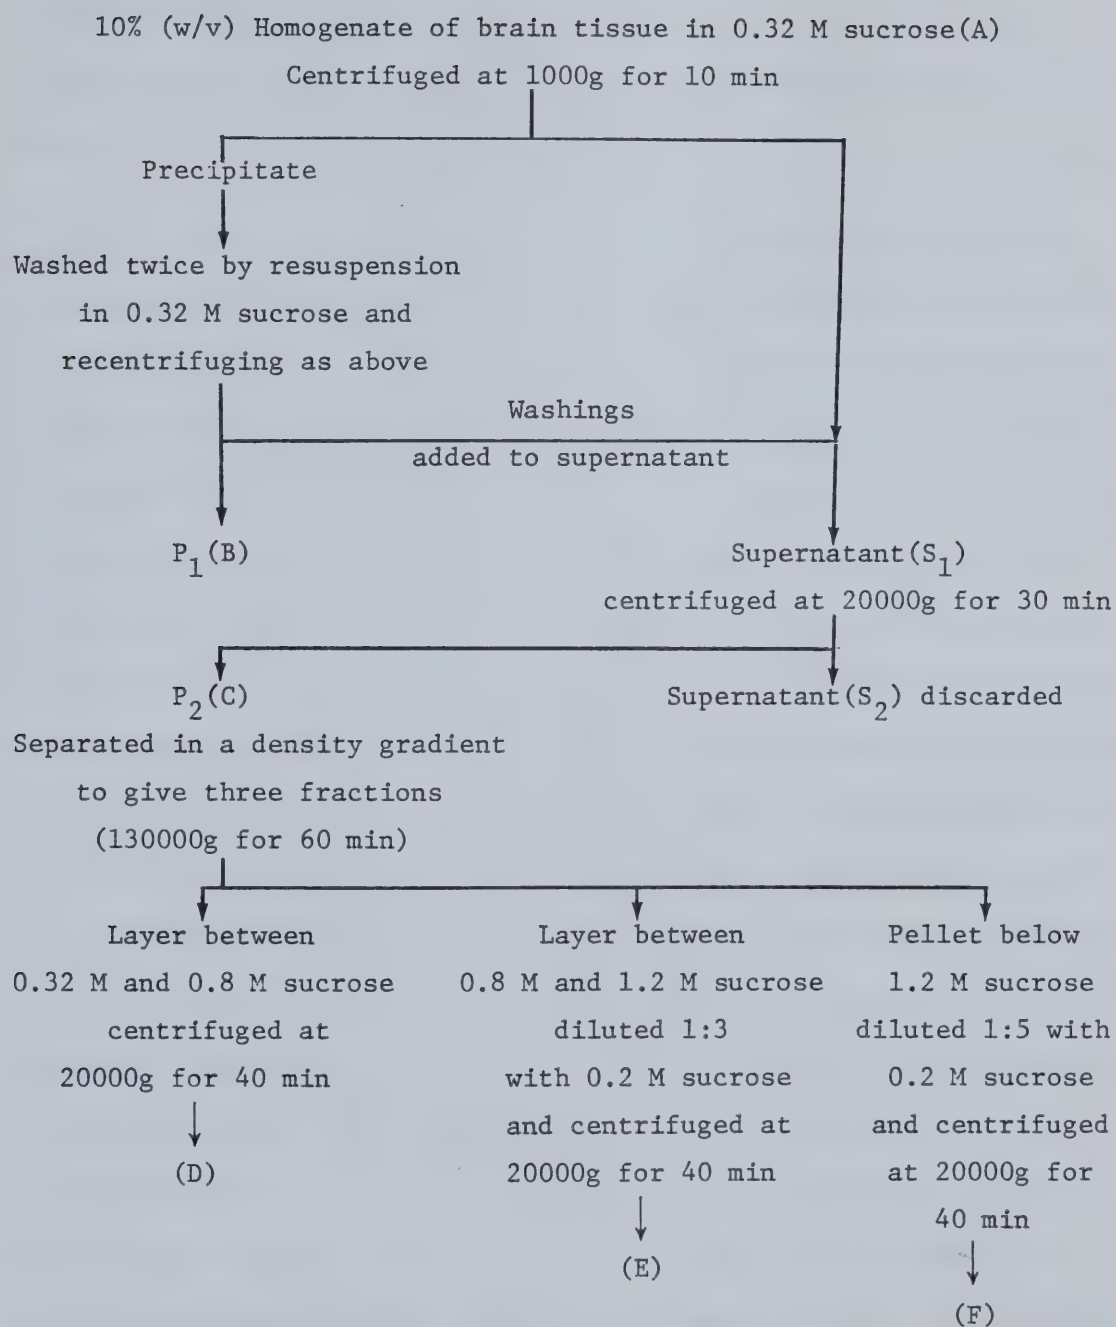 10% (w/v) Homogenate of brain tissue in 0.32 M sucrose(A)
Centrifuged at 1000g for 10 min
Precipitate
Washed twice by resuspension
in 0.32 M sucrose and
recentrifuging as above
Washings
added to supernatant
P1(B)
Supernatant(S1)
centrifuged at 20000g for 30 min
P2(C)
Supernatant(S2) discarded
Separated in a density gradient
to give three fractions
(130000g for 60 min)
Layer between
0.32 M and 0.8 M sucrose
centrifuged at
20000g for 40 min
(D)
Layer between
0.8 M and 1.2 M sucrose
diluted 1:3
with 0.2 M sucrose
and centrifuged at
20000g for 40 min
(E)
Pellet below
1.2 M sucrose
diluted 1:5 with
0.2 M sucrose
and centrifuged
at 20000g for
40 min
(F)